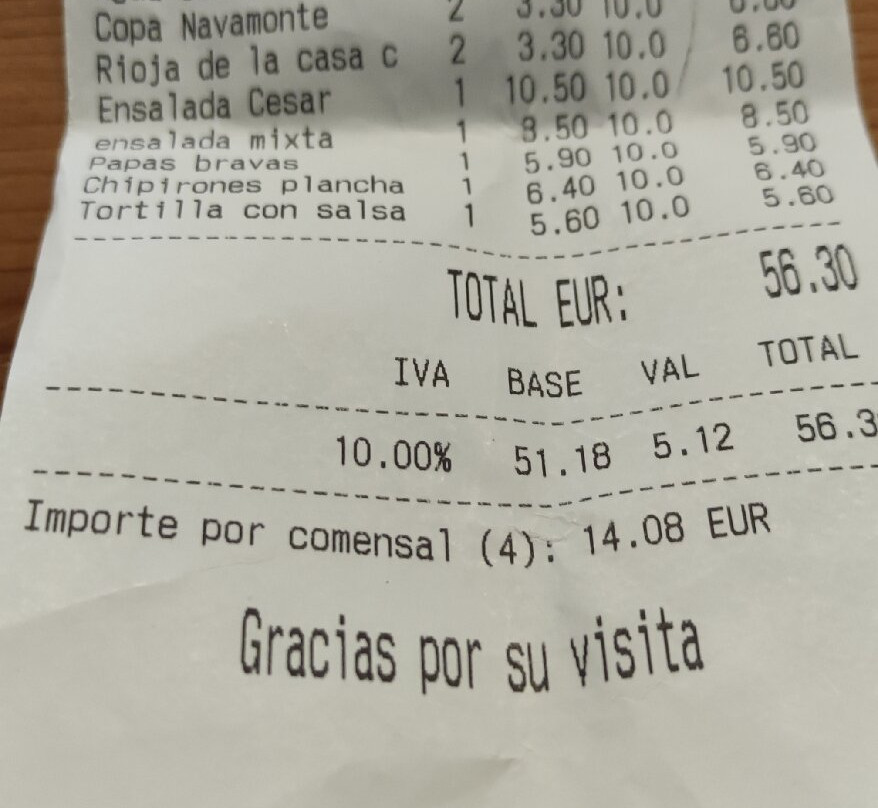 Copa Navamonte 2 3.30 10.0
Rioja de la casa c 2 3.30 10.0 6.60
Ensalada Cesar 1 10.50 10.0 10.50
ensalada mixta 1 8.50 10.0 8.50
Papas bravas 1 5.90 10.0 5.90
Chipirones plancha 1 6.40 10.0 6.40
Tortilla con salsa 1 5.60 10.0 5.60
TOTAL EUR: 56.30
IVA BASE VAL TOTAL
10.00% 51.18 5.12 56.3
Importe por comensal (4): 14.08 EUR
Gracias por su visita